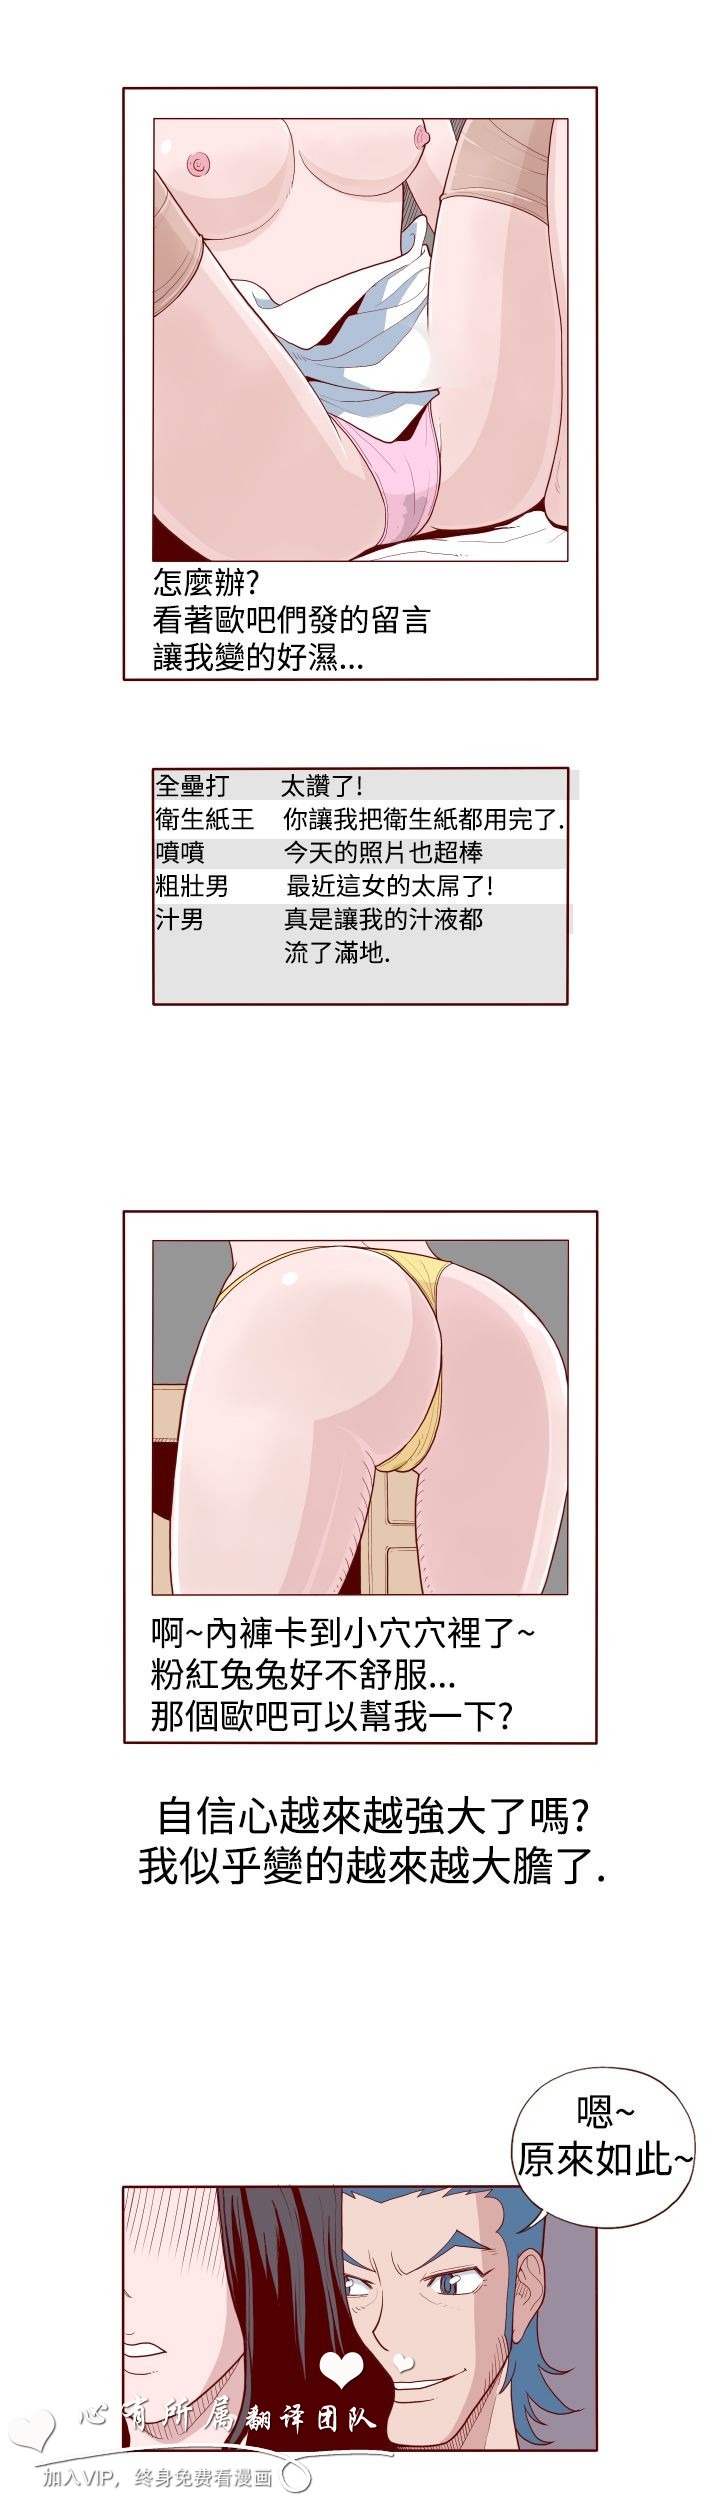 怎麼辦?
看著歐吧們發的留言
讓我變的好濕...
全壘打 太讚了!
衛生紙王 你讓我把衛生紙都用完了.
噴噴 今天的照片也超棒
粗壯男 最近這女的太屌了!
汁男 真是讓我的汁液都
流了滿地.
啊~內褲卡到小穴穴裡了~
粉紅兔兔好不舒服...
那個歐吧可以幫我一下?
自信心越來越強大了嗎?
我似乎變的越來越大膽了.
嗯~
原來如此~
心有所属翻译团队
加入VIP，终身免费看漫画